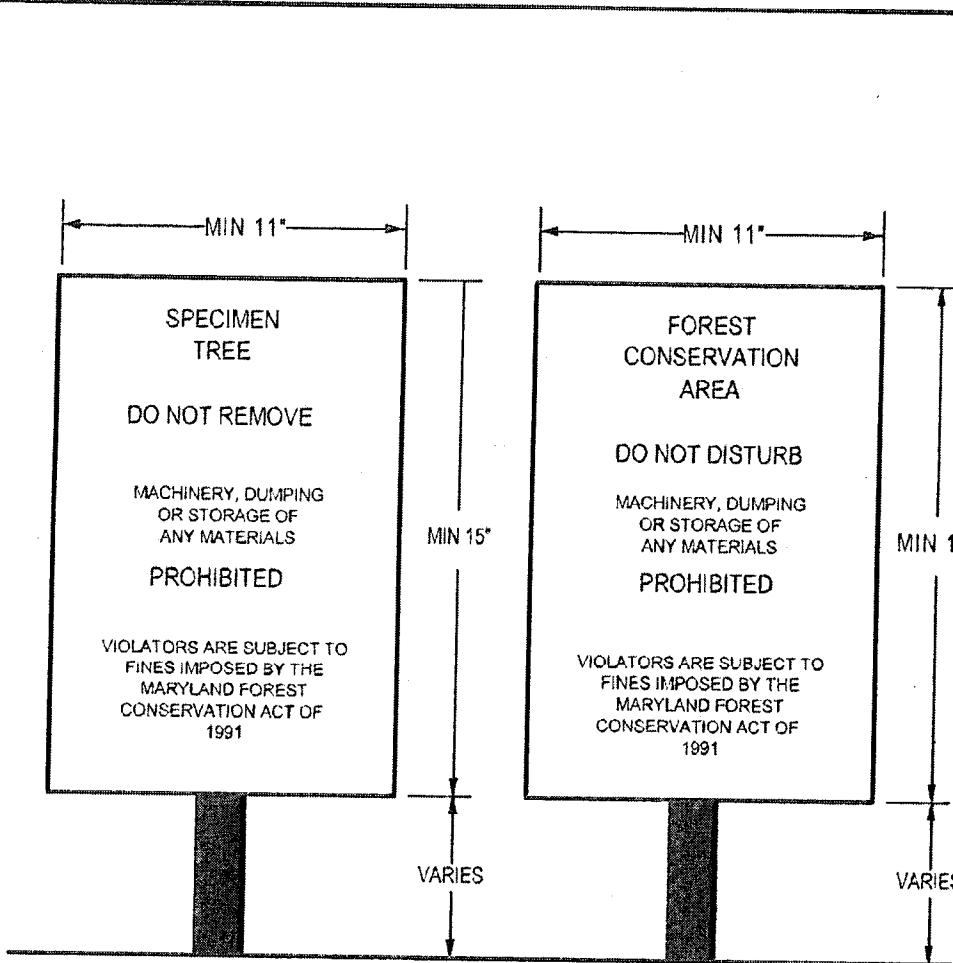 MIN 11"
SPECIMEN
TREE
DO NOT REMOVE
MACHINERY, DUMPING
OR STORAGE OF
ANY MATERIALS
PROHIBITED
VIOLATORS ARE SUBJECT TO
FINES IMPOSED BY THE
MARYLAND FOREST
CONSERVATION ACT OF
1991
MIN 15"
VARIES
MIN 11"
FOREST
CONSERVATION
AREA
DO NOT DISTURB
MACHINERY, DUMPING
OR STORAGE OF
ANY MATERIALS
PROHIBITED
VIOLATORS ARE SUBJECT TO
FINES IMPOSED BY THE
MARYLAND FOREST
CONSERVATION ACT OF
1991
MIN 1
VARIES